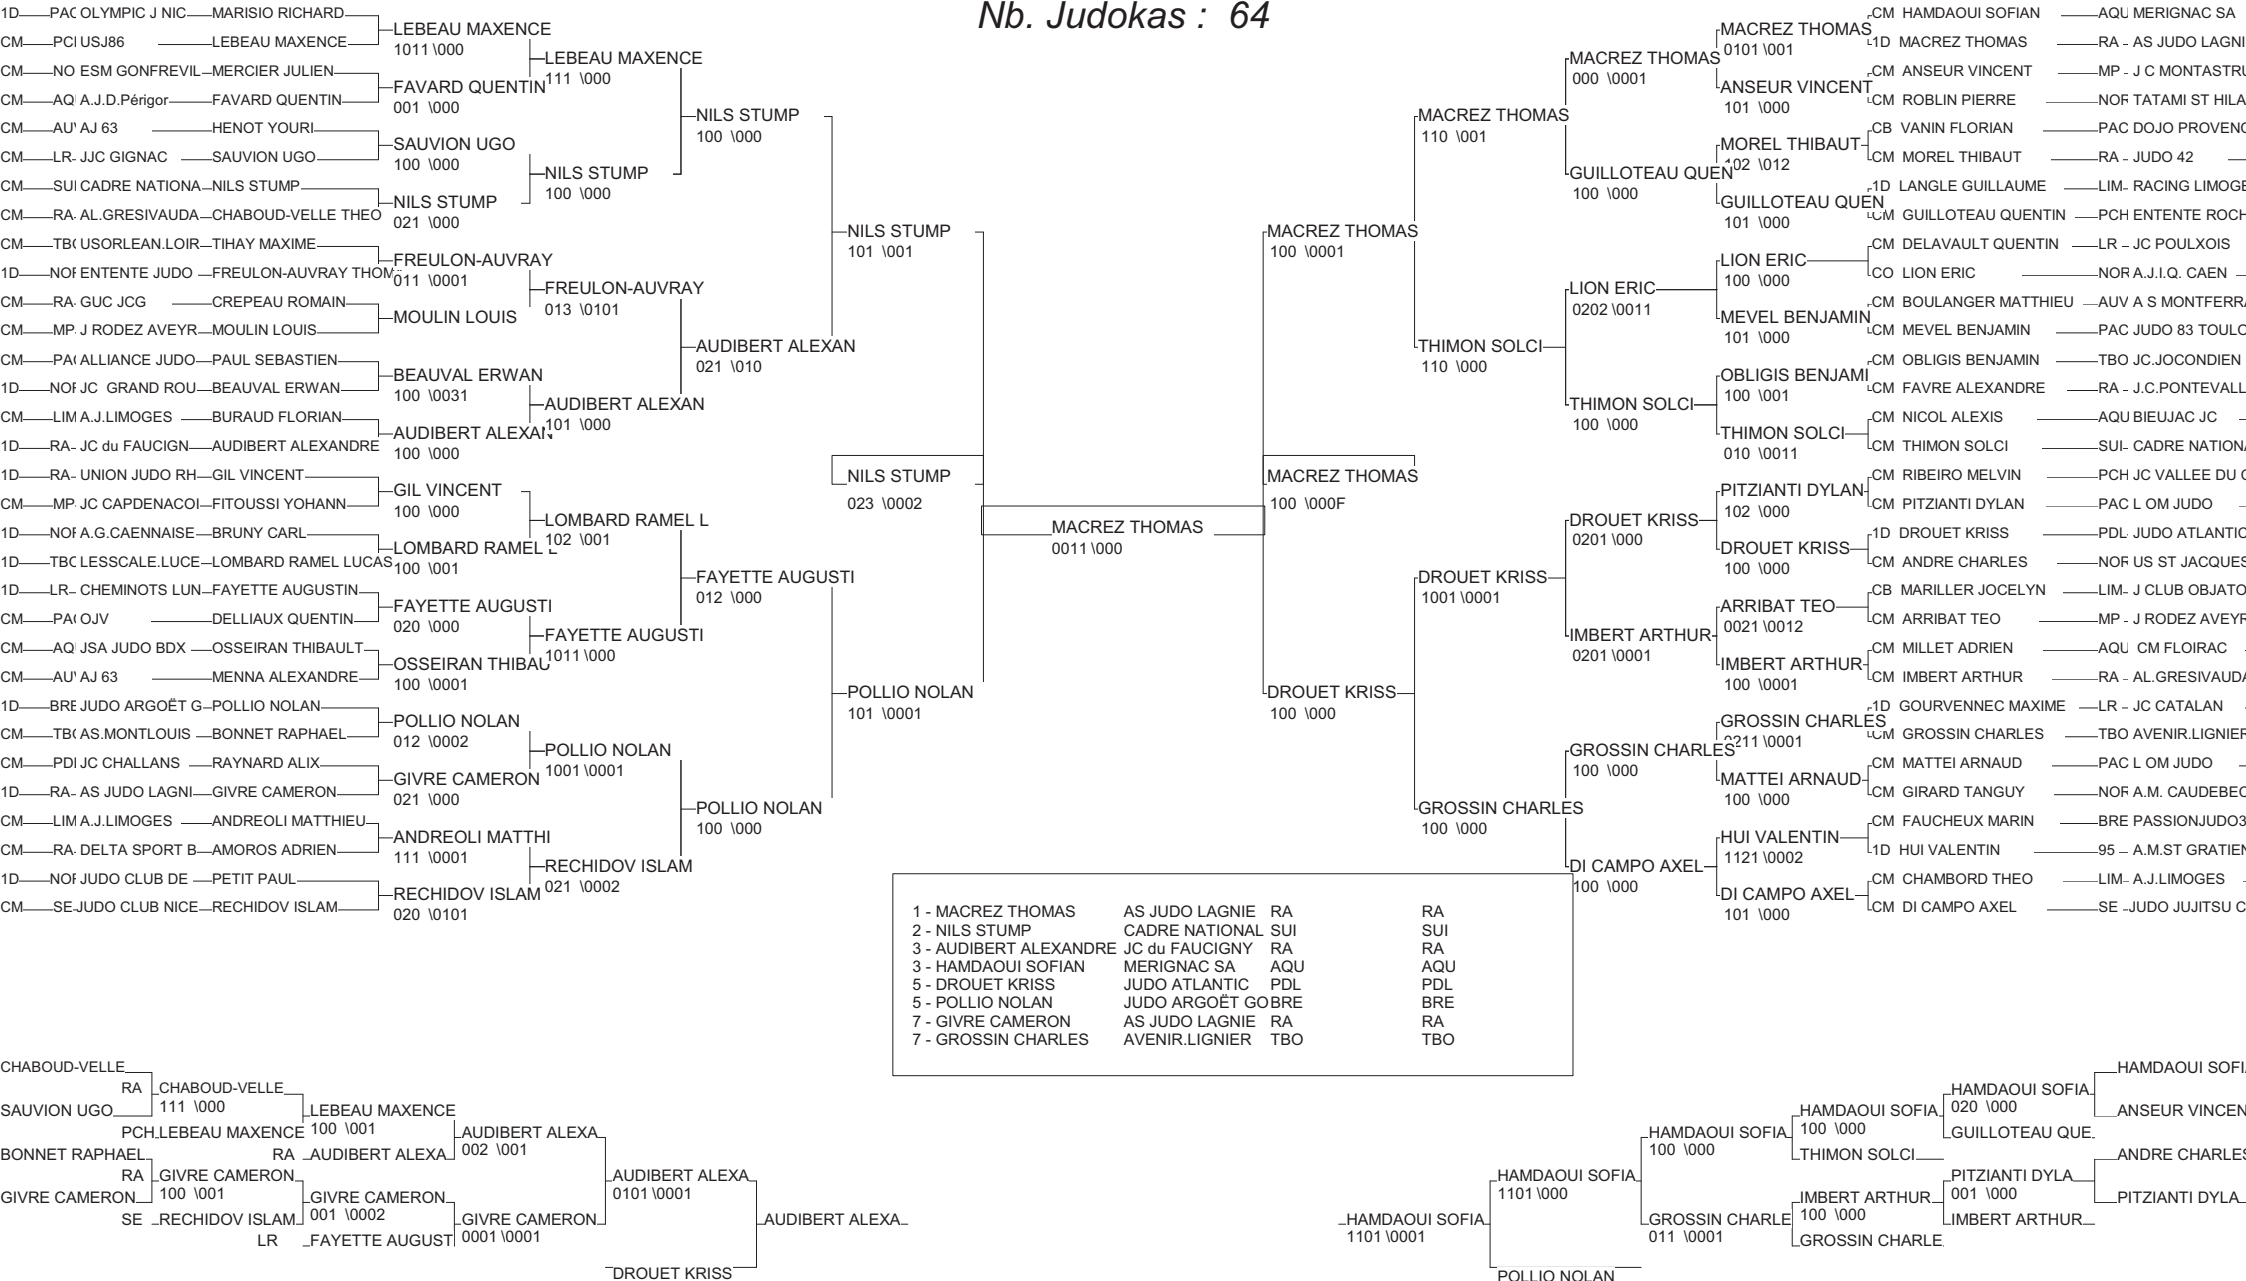 Nb. Judokas : 64
1D PAC OLYMPIC J NIC MARISIO RICHARD
CM PCH USJ86 LEBEAU MAXENCE
CM NO ESM GONFREVIL MERCIER JULIEN
CM AQ A.J.D.Périgor FAVARD QUENTIN
CM AUV AJ 63 HENOT YOURI
CM LR- JJC GIGNAC SAUVION UGO
CM SUI CADRE NATIONA NILS STUMP
CM RA- AL.GRESIVAUDA CHABOUD-VELLE THEO
CM TBO USORLEAN.LOIR TIHAY MAXIME
1D NOR ENTENTE JUDO FREULON-AUVRAY THOM
CM RA- GUC JCG CREPEAU ROMAIN
CM MP- J RODEZ AVEYR MOULIN LOUIS
CM PAC ALLIANCE JUDO PAUL SEBASTIEN
1D NOR JC GRAND ROU BEAUVAL ERWAN
CM LIM A.J.LIMOGES BURAUD FLORIAN
1D RA- JC du FAUCIGN AUDIBERT ALEXANDRE
1D RA- UNION JUDO RH GIL VINCENT
CM MP- JC CAPDENACOI FITOUSSI YOHANN
1D NOR A.G.CAENNAISE BRUNY CARL
1D TBO LESSCALE.LUCE LOMBARD RAMEL LUCAS
1D LR- CHEMINOTS LUN FAYETTE AUGUSTIN
CM PAC OJV DELLIAUX QUENTIN
CM AQ JSA JUDO BDX OSSEIRAN THIBAULT
CM AUV AJ 63 MENNA ALEXANDRE
1D BRE JUDO ARGOËT G POLLIO NOLAN
CM TBO AS.MONTLOUIS BONNET RAPHAEL
CM PDL JC CHALLANS RAYNARD ALIX
1D RA- AS JUDO LAGNI GIVRE CAMERON
CM LIM A.J.LIMOGES ANDREOLI MATTHIEU
CM RA- DELTA SPORT B AMOROS ADRIEN
1D NOR JUDO CLUB DE PETIT PAUL
CM SE- JUDO CLUB NICE RECHIDOV ISLAM
LEBEAU MAXENCE
1011 \000
FAVARD QUENTIN
001 \000
SAUVION UGO
100 \000
NILS STUMP
021 \000
FREULON-AUVRAY
011 \0001
MOULIN LOUIS
BEAUVAL ERWAN
100 \0031
AUDIBERT ALEXAN
100 \000
GIL VINCENT
100 \000
LOMBARD RAMEL L
100 \001
FAYETTE AUGUSTI
020 \000
OSSEIRAN THIBAU
100 \0001
POLLIO NOLAN
012 \0002
GIVRE CAMERON
021 \000
ANDREOLI MATTHI
111 \0001
RECHIDOV ISLAM
020 \0101
LEBEAU MAXENCE
111 \000
NILS STUMP
100 \000
FREULON-AUVRAY
013 \0101
AUDIBERT ALEXAN
101 \000
LOMBARD RAMEL L
102 \001
FAYETTE AUGUSTI
1011 \000
POLLIO NOLAN
1001 \0001
RECHIDOV ISLAM
021 \0002
NILS STUMP
100 \000
AUDIBERT ALEXAN
021 \010
FAYETTE AUGUSTI
012 \000
POLLIO NOLAN
100 \000
NILS STUMP
101 \001
POLLIO NOLAN
101 \0001
NILS STUMP
023 \0002
MACREZ THOMAS
0011 \000
MACREZ THOMAS
100 \000F
MACREZ THOMAS
100 \0001
DROUET KRISS
100 \000
MACREZ THOMAS
110 \001
THIMON SOLCI
110 \000
DROUET KRISS
1001 \0001
GROSSIN CHARLES
100 \000
MACREZ THOMAS
000 \0001
GUILLOTEAU QUEN
100 \000
LION ERIC
0202 \0011
THIMON SOLCI
100 \000
DROUET KRISS
0201 \000
IMBERT ARTHUR
0201 \0001
GROSSIN CHARLES
100 \000
DI CAMPO AXEL
100 \000
MACREZ THOMAS
0101 \001
ANSEUR VINCENT
101 \000
MOREL THIBAUT
102 \012
GUILLOTEAU QUEN
101 \000
LION ERIC
100 \000
MEVEL BENJAMIN
101 \000
OBLIGIS BENJAMI
100 \001
THIMON SOLCI
010 \0011
PITZIANTI DYLAN
102 \000
DROUET KRISS
100 \000
ARRIBAT TEO
0021 \0012
IMBERT ARTHUR
100 \0001
GROSSIN CHARLES
0211 \0001
MATTEI ARNAUD
100 \000
HUI VALENTIN
1121 \0002
DI CAMPO AXEL
101 \000
CM HAMDAOUI SOFIAN AQU MERIGNAC SA
1D MACREZ THOMAS RA - AS JUDO LAGNI
CM ANSEUR VINCENT MP - J C MONTASTRU
CM ROBLIN PIERRE NOR TATAMI ST HILA
CB VANIN FLORIAN PAC DOJO PROVENC
CM MOREL THIBAUT RA - JUDO 42
1D LANGLE GUILLAUME LIM- RACING LIMOGE
CM GUILLOTEAU QUENTIN PCH ENTENTE ROCH
CM DELAVAULT QUENTIN LR - JC POULXOIS
CO LION ERIC NOR A.J.I.Q. CAEN
CM BOULANGER MATTHIEU AUV A S MONTFERRA
CM MEVEL BENJAMIN PAC JUDO 83 TOULO
CM OBLIGIS BENJAMIN TBO JC.JOCONDIEN
CM FAVRE ALEXANDRE RA - J.C.PONTEVALL
CM NICOL ALEXIS AQU BIEUJAC JC
CM THIMON SOLCI SUI- CADRE NATIONA
CM RIBEIRO MELVIN PCH JC VALLEE DU
CM PITZIANTI DYLAN PAC L OM JUDO
1D DROUET KRISS PDL- JUDO ATLANTIC
CM ANDRE CHARLES NOR US ST JACQUES
CB MARILLER JOCELYN LIM- J CLUB OBJATO
CM ARRIBAT TEO MP - J RODEZ AVEYR
CM MILLET ADRIEN AQU CM FLOIRAC
CM IMBERT ARTHUR RA - AL.GRESIVAUDA
1D GOURVENNEC MAXIME LR - JC CATALAN
CM GROSSIN CHARLES TBO AVENIR.LIGNIER
CM MATTEI ARNAUD PAC L OM JUDO
CM GIRARD TANGUY NOR A.M. CAUDEBEC
CM FAUCHEUX MARIN BRE PASSIONJUDO3
1D HUI VALENTIN 95 - A.M.ST GRATIEN
CM CHAMBORD THEO LIM- A.J.LIMOGES
CM DI CAMPO AXEL SE - JUDO JUJITSU C
1 - MACREZ THOMAS AS JUDO LAGNIE RA RA
2 - NILS STUMP CADRE NATIONAL SUI SUI
3 - AUDIBERT ALEXANDRE JC du FAUCIGNY RA RA
3 - HAMDAOUI SOFIAN MERIGNAC SA AQU AQU
5 - DROUET KRISS JUDO ATLANTIC PDL PDL
5 - POLLIO NOLAN JUDO ARGOËT GO BRE BRE
7 - GIVRE CAMERON AS JUDO LAGNIE RA RA
7 - GROSSIN CHARLES AVENIR.LIGNIER TBO TBO
CHABOUD-VELLE
RA
SAUVION UGO
PCH
BONNET RAPHAEL
RA
GIVRE CAMERON
SE
CHABOUD-VELLE
111 \000
LEBEAU MAXENCE
RA
GIVRE CAMERON
100 \001
RECHIDOV ISLAM
LR
LEBEAU MAXENCE
100 \001
AUDIBERT ALEXA
GIVRE CAMERON
001 \0002
FAYETTE AUGUST
AUDIBERT ALEXA
002 \001
GIVRE CAMERON
0001 \0001
AUDIBERT ALEXA
0101 \0001
DROUET KRISS
AUDIBERT ALEXA
HAMDAOUI SOFIA
1101 \0001
HAMDAOUI SOFIA
1101 \000
POLLIO NOLAN
HAMDAOUI SOFIA
100 \000
GROSSIN CHARLE
011 \0001
HAMDAOUI SOFIA
100 \000
THIMON SOLCI
IMBERT ARTHUR
100 \000
GROSSIN CHARLE
HAMDAOUI SOFIA
020 \000
GUILLOTEAU QUE
PITZIANTI DYLA
001 \000
IMBERT ARTHUR
HAMDAOUI SOFIA
ANSEUR VINCEN
ANDRE CHARLES
PITZIANTI DYLA